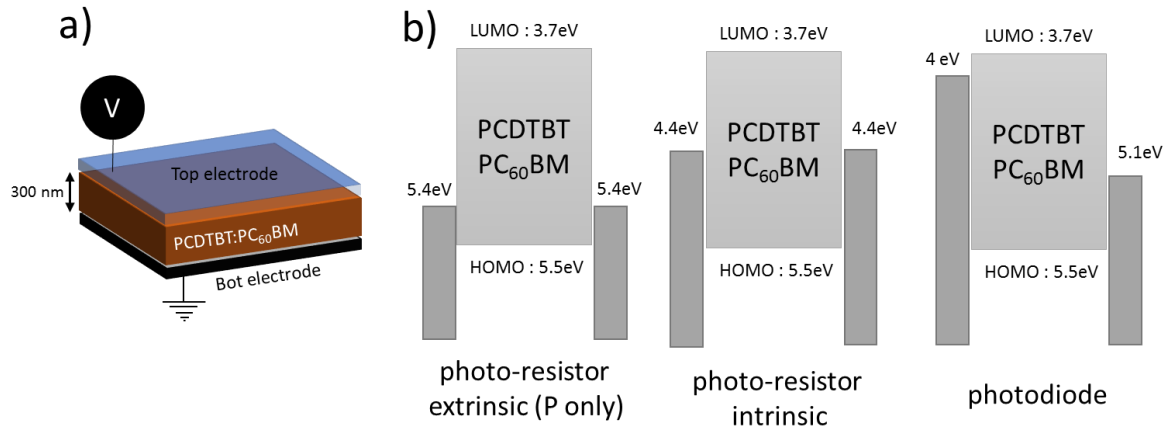 a)
V
Top electrode
300 nm
PCDTBT:PC₆₀BM
Bot electrode
b)
LUMO : 3.7eV
5.4eV
PCDTBT
PC₆₀BM
5.4eV
HOMO : 5.5eV
photo-resistor
extrinsic (P only)
LUMO : 3.7eV
4.4eV
PCDTBT
PC₆₀BM
4.4eV
HOMO : 5.5eV
photo-resistor
intrinsic
LUMO : 3.7eV
4 eV
PCDTBT
PC₆₀BM
5.1eV
HOMO : 5.5eV
photodiode